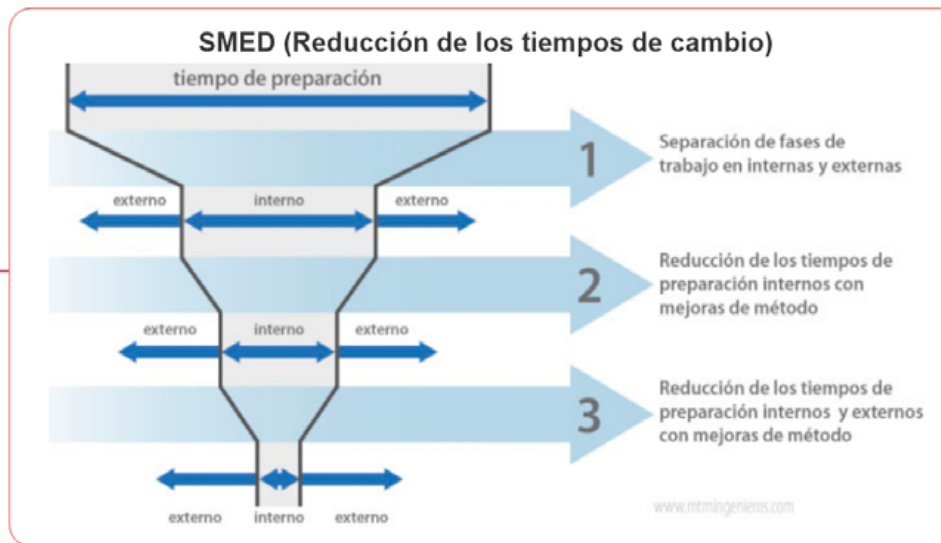 SMED (Reducción de los tiempos de cambio)
tiempo de preparación
1
Separación de fases de
trabajo en internas y externas
externo interno externo
2
Reducción de los tiempos de
preparación internos con
mejoras de método
externo interno externo
3
Reducción de los tiempos de
preparación internos y externos
con mejoras de método
externo interno externo
www.mtmingenieros.com